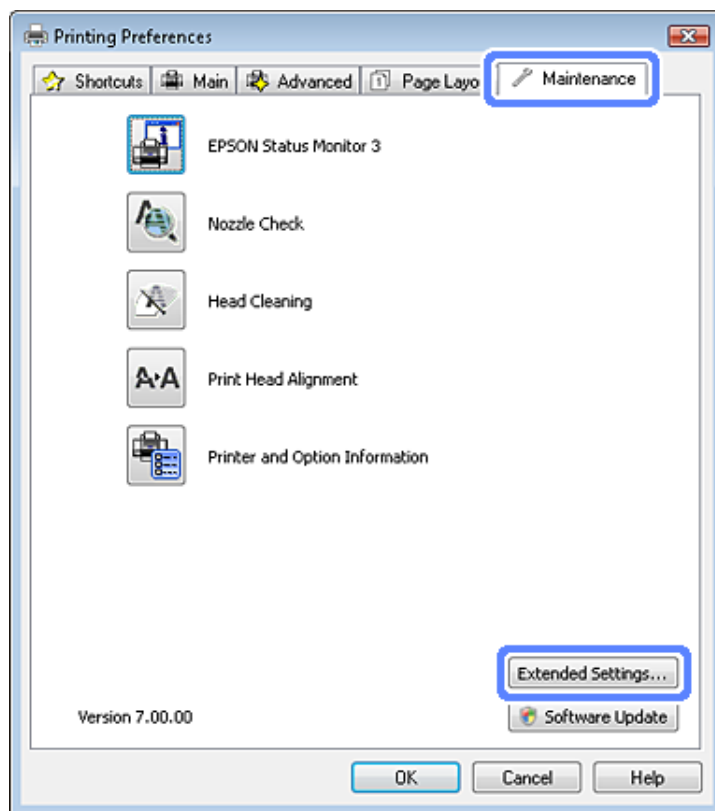 Printing Preferences
Shortcuts Main Advanced 1 Page Layo Maintenance
EPSON Status Monitor 3
Nozzle Check
Head Cleaning
A A Print Head Alignment
Printer and Option Information
Extended Settings...
Version 7.00.00 Software Update
OK Cancel Help